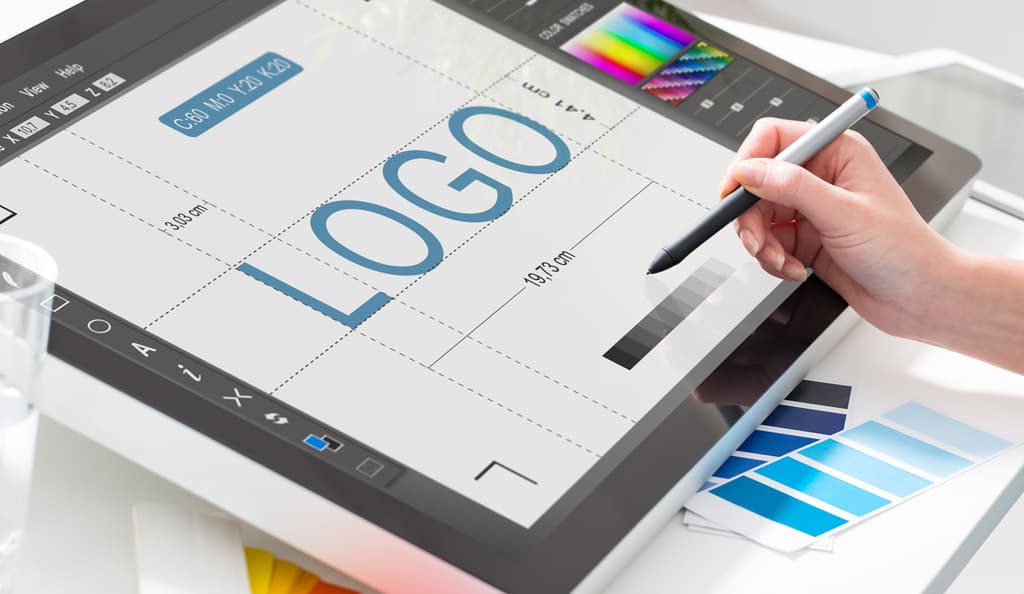 View Help
X 10.7 Y 4.5 Z 8.2
COLOR SWATCHES
C:60 M:0 Y:20 K:20
4.41 cm
LOGO
3,03 cm
19,73 cm
A
i